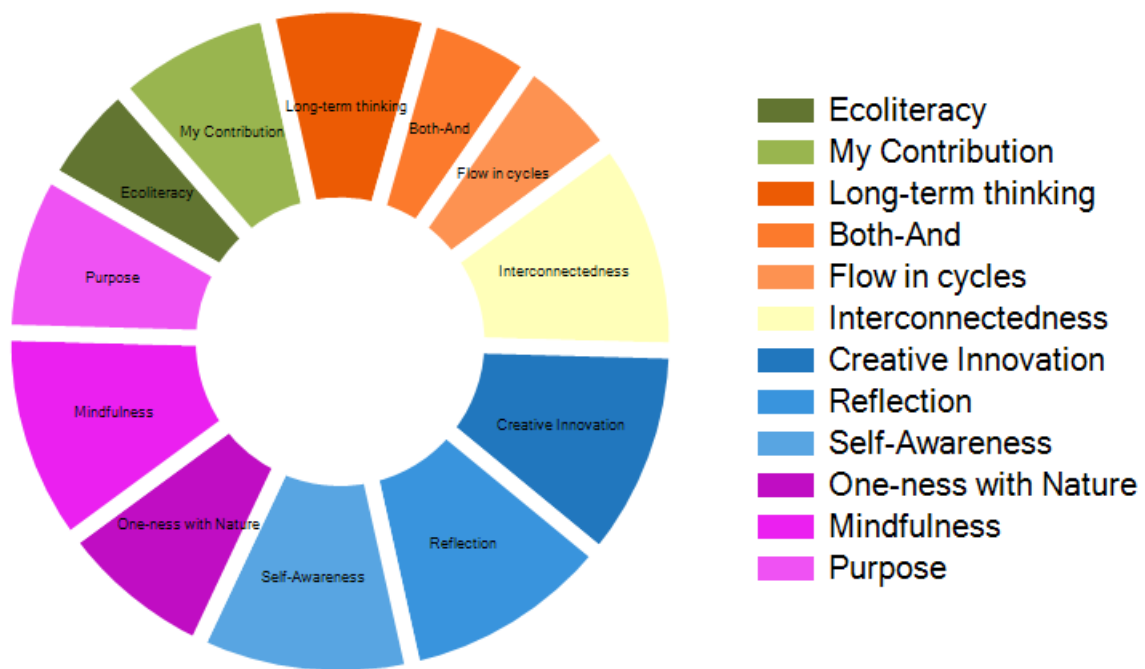 Long-term thinking
Both-And
My Contribution
Flow in cycles
Ecoliteracy
Interconnectedness
Purpose
Mindfulness
Creative Innovation
One-ness with Nature
Reflection
Self-Awareness
Ecoliteracy
My Contribution
Long-term thinking
Both-And
Flow in cycles
Interconnectedness
Creative Innovation
Reflection
Self-Awareness
One-ness with Nature
Mindfulness
Purpose